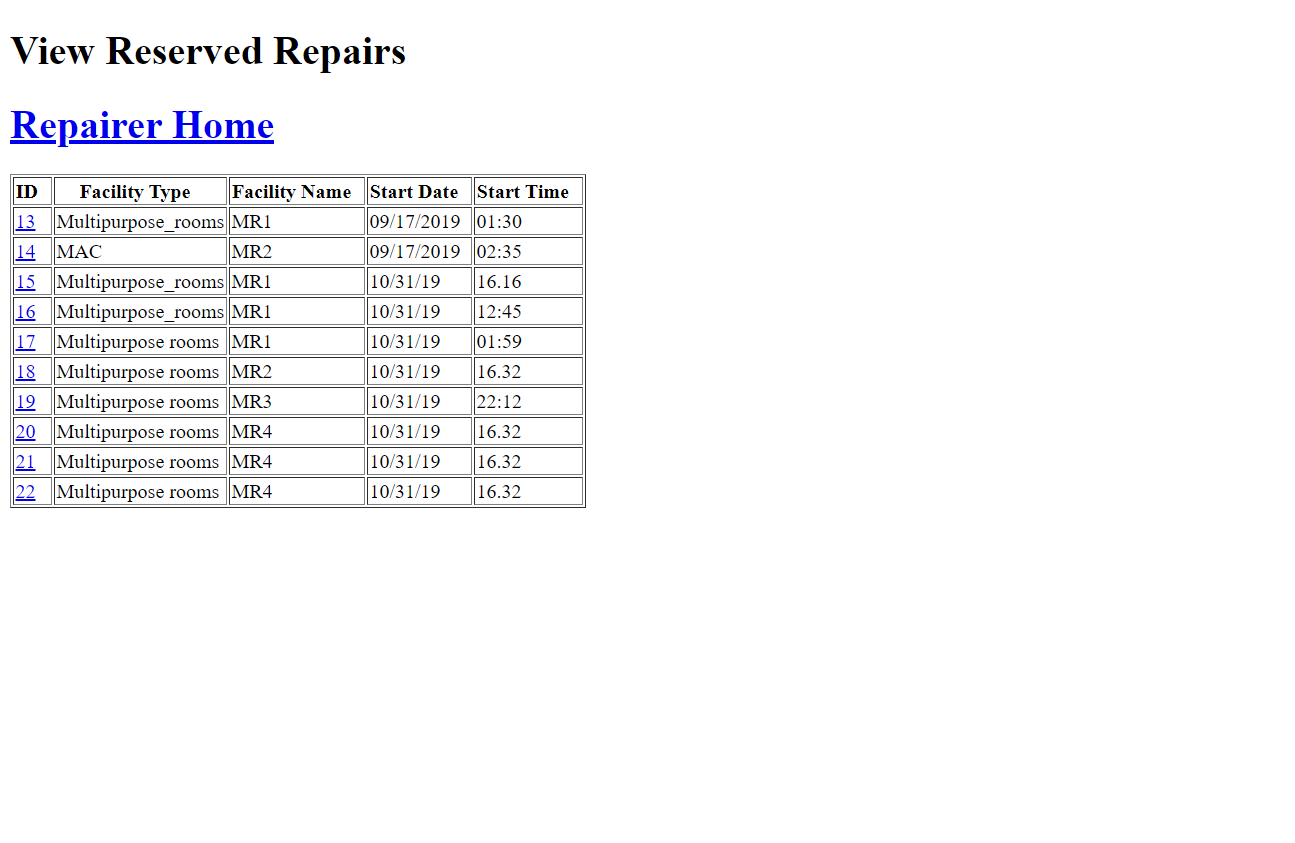 View Reserved Repairs
Repairer Home
ID Facility Type Facility Name Start Date Start Time
13 Multipurpose_rooms MR1 09/17/2019 01:30
14 MAC MR2 09/17/2019 02:35
15 Multipurpose_rooms MR1 10/31/19 16.16
16 Multipurpose_rooms MR1 10/31/19 12:45
17 Multipurpose rooms MR1 10/31/19 01:59
18 Multipurpose rooms MR2 10/31/19 16.32
19 Multipurpose rooms MR3 10/31/19 22:12
20 Multipurpose rooms MR4 10/31/19 16.32
21 Multipurpose rooms MR4 10/31/19 16.32
22 Multipurpose rooms MR4 10/31/19 16.32